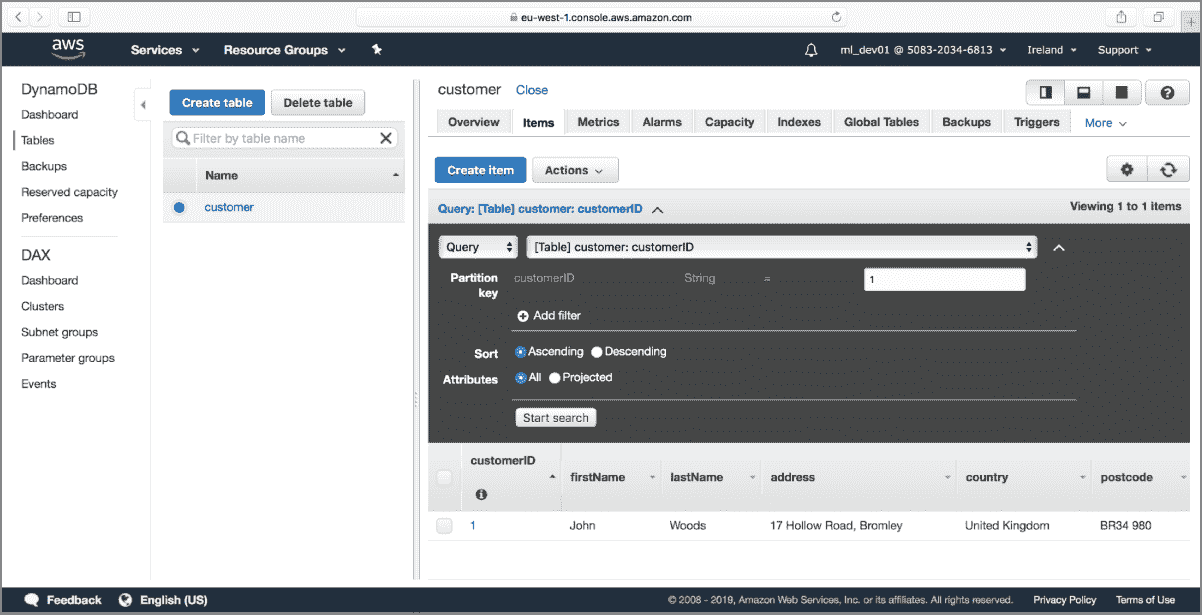 eu-west-1.console.aws.amazon.com
aws Services Resource Groups ml_dev01 @ 5083-2034-6813 Ireland Support
DynamoDB
Dashboard
Tables
Backups
Reserved capacity
Preferences
DAX
Dashboard
Clusters
Subnet groups
Parameter groups
Events
Create table Delete table
Filter by table name
Name
customer
customer Close
Overview Items Metrics Alarms Capacity Indexes Global Tables Backups Triggers More
Create item Actions
Query: [Table] customer: customerID Viewing 1 to 1 items
Query [Table] customer: customerID
Partition key customerID String = 1
Add filter
Sort Ascending Descending
Attributes All Projected
Start search
customerID firstName lastName address country postcode
1 John Woods 17 Hollow Road, Bromley United Kingdom BR34 980
Feedback English (US) © 2008 - 2019, Amazon Web Services, Inc. or its affiliates. All rights reserved. Privacy Policy Terms of Use